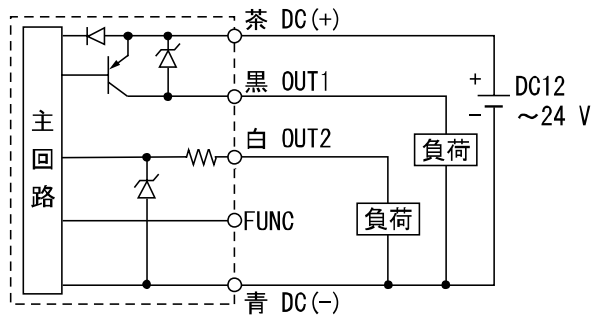 茶 DC(+)
黒 OUT1
+ DC12
- ～24 V
主回路
白 OUT2
負荷
負荷
FUNC
青 DC(-)